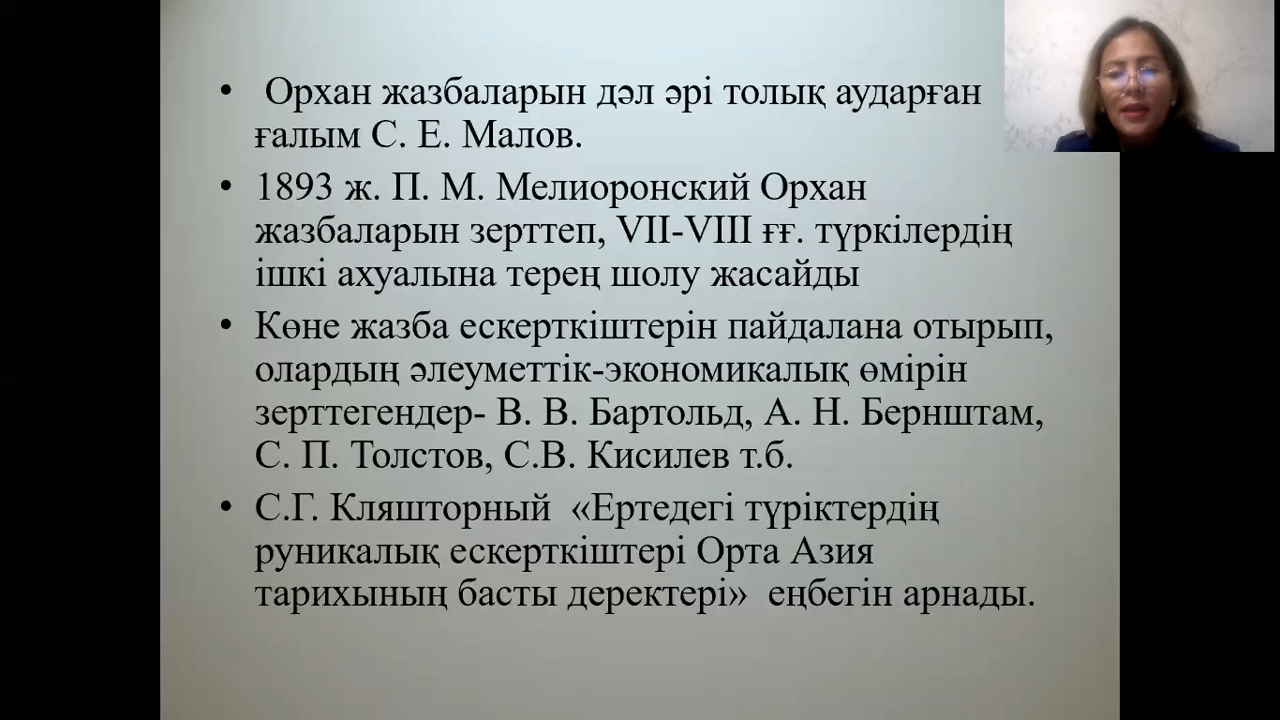 • Орхан жазбаларын дәл әрі толық аударған
ғалым С. Е. Малов.
• 1893 ж. П. М. Мелиоронский Орхан
жазбаларын зерттеп, VII-VIII ғғ. түркілердің
ішкі ахуалына терең шолу жасайды
• Көне жазба ескерткіштерін пайдалана отырып,
олардың әлеуметтік-экономикалық өмірін
зерттегендер- В. В. Бартольд, А. Н. Бернштам,
С. П. Толстов, С.В. Кисилев т.б.
• С.Г. Кляшторный «Ертедегі түріктердің
руникалық ескерткіштері Орта Азия
тарихының басты деректері» еңбегін арнады.